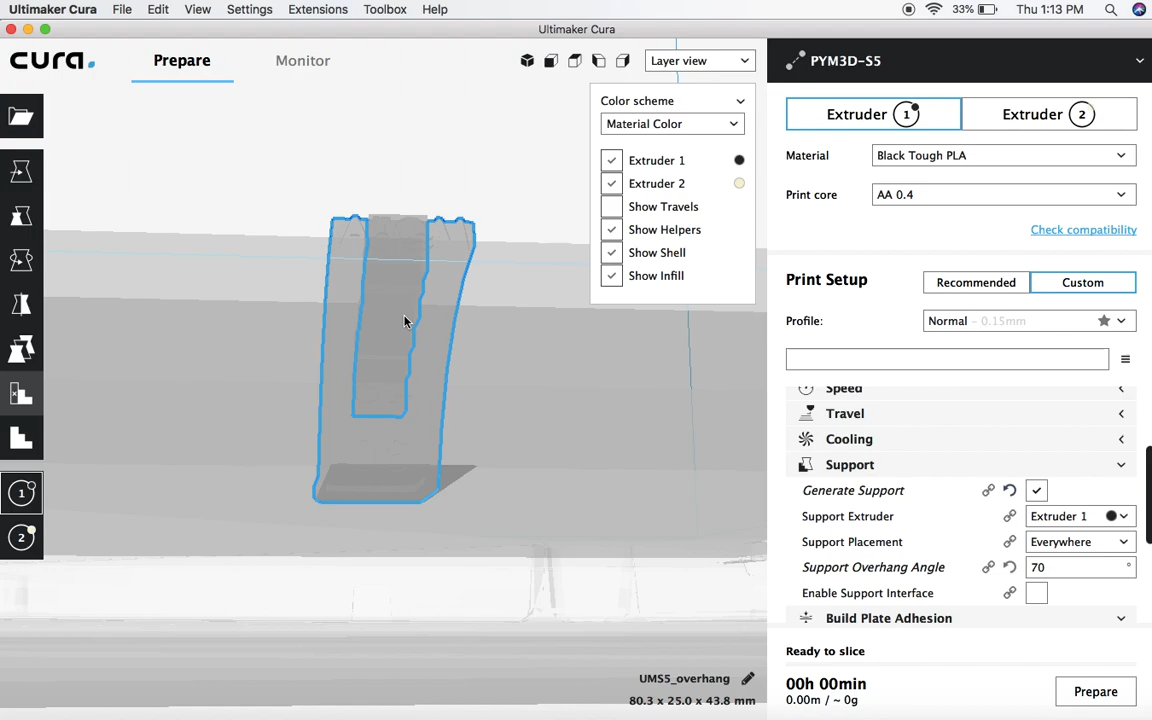 Ultimaker Cura File Edit View Settings Extensions Toolbox Help 33% Thu 1:13 PM
Ultimaker Cura
cura.
Prepare Monitor
Layer view
PYM3D-S5
Color scheme
Material Color
Extruder 1
Extruder 2
Show Travels
Show Helpers
Show Shell
Show Infill
Extruder 1 Extruder 2
Material Black Tough PLA
Print core AA 0.4
Check compatibility
Print Setup Recommended Custom
Profile: Normal - 0.15mm
Speed
Travel
Cooling
Support
Generate Support
Support Extruder Extruder 1
Support Placement Everywhere
Support Overhang Angle 70 °
Enable Support Interface
Build Plate Adhesion
1
2
Ready to slice
00h 00min
0.00m / ~ 0g
Prepare
UMS5_overhang
80.3 x 25.0 x 43.8 mm